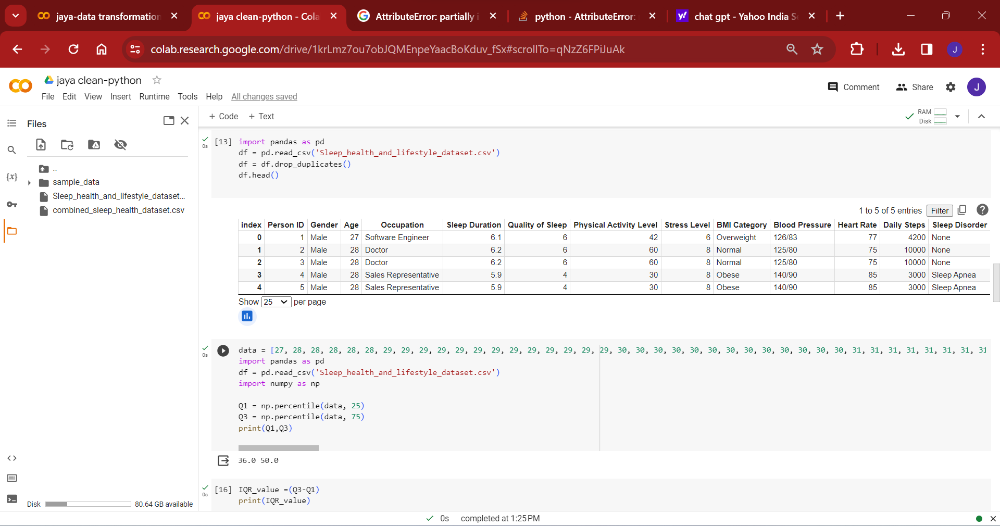 jaya-data transformation
jaya clean-python - Cola
AttributeError: partially i
python - AttributeError:
chat gpt - Yahoo India Se
colab.research.google.com/drive/1krLmz7ou7obJQMEnpeYaacBoKduv_fSx#scrollTo=qNzZ6FPiJuAk
J
jaya clean-python
File Edit View Insert Runtime Tools Help All changes saved
Comment Share J
Files
+ Code + Text
RAM
Disk
..
sample_data
Sleep_health_and_lifestyle_dataset...
combined_sleep_health_dataset.csv
0s
[13] import pandas as pd
df = pd.read_csv('Sleep_health_and_lifestyle_dataset.csv')
df = df.drop_duplicates()
df.head()
1 to 5 of 5 entries Filter
index Person ID Gender Age Occupation Sleep Duration Quality of Sleep Physical Activity Level Stress Level BMI Category Blood Pressure Heart Rate Daily Steps Sleep Disorder
0 1 Male 27 Software Engineer 6.1 6 42 6 Overweight 126/83 77 4200 None
1 2 Male 28 Doctor 6.2 6 60 8 Normal 125/80 75 10000 None
2 3 Male 28 Doctor 6.2 6 60 8 Normal 125/80 75 10000 None
3 4 Male 28 Sales Representative 5.9 4 30 8 Obese 140/90 85 3000 Sleep Apnea
4 5 Male 28 Sales Representative 5.9 4 30 8 Obese 140/90 85 3000 Sleep Apnea
Show 25 per page
0s
data = [27, 28, 28, 28, 28, 28, 29, 29, 29, 29, 29, 29, 29, 29, 29, 29, 29, 29, 29, 30, 30, 30, 30, 30, 30, 30, 30, 30, 30, 30, 30, 30, 31, 31, 31, 31, 31, 31, 31, 31
import pandas as pd
df = pd.read_csv('Sleep_health_and_lifestyle_dataset.csv')
import numpy as np
Q1 = np.percentile(data, 25)
Q3 = np.percentile(data, 75)
print(Q1,Q3)
36.0 50.0
0s
[16] IQR_value =(Q3-Q1)
print(IQR_value)
Disk 80.64 GB available
0s completed at 1:25 PM